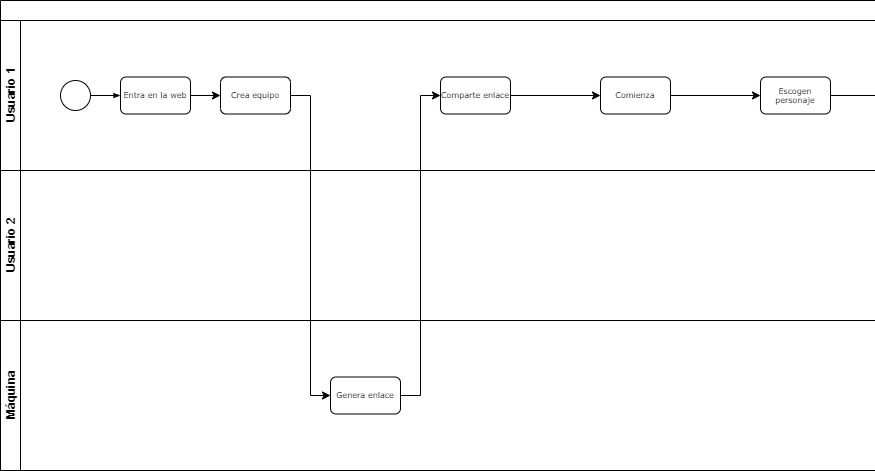 Usuario 1
Entra en la web
Crea equipo
Comparte enlace
Comienza
Escogen
personaje
Usuario 2
Máquina
Genera enlace